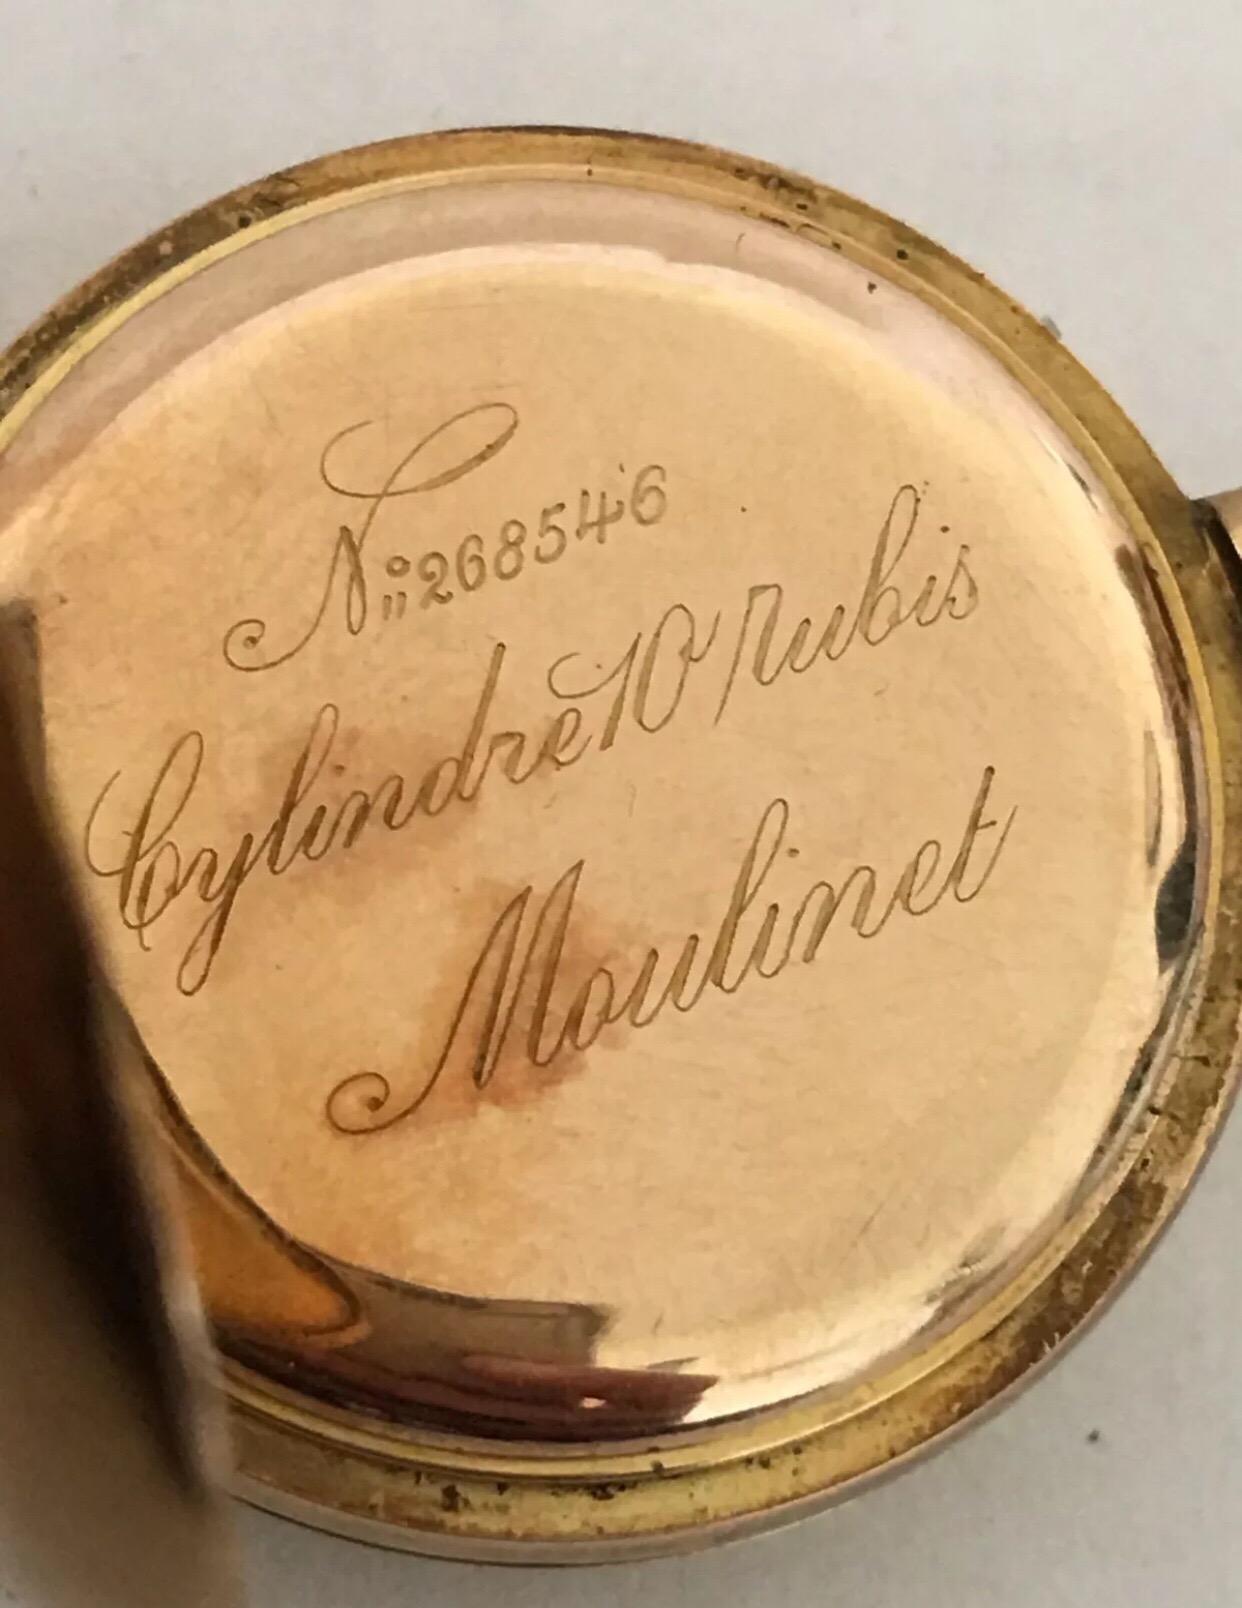 No 268546
Cylindre 10 rubis
Moulinet